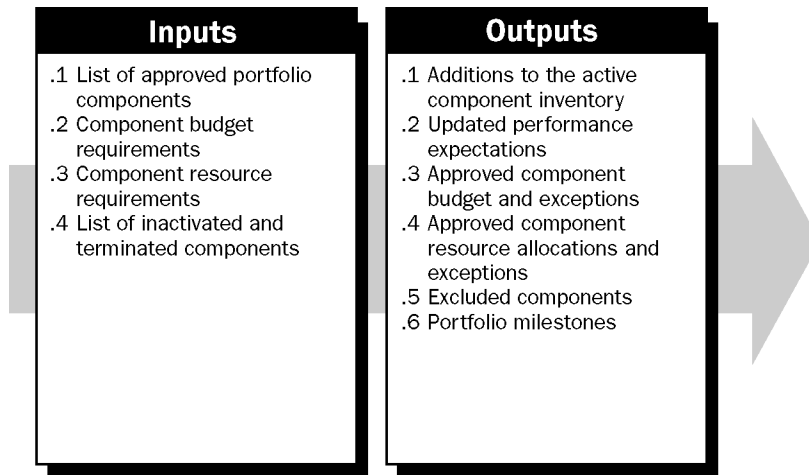 Inputs
.1 List of approved portfolio
components
.2 Component budget
requirements
.3 Component resource
requirements
.4 List of inactivated and
terminated components
Outputs
.1 Additions to the active
component inventory
.2 Updated performance
expectations
.3 Approved component
budget and exceptions
.4 Approved component
resource allocations and
exceptions
.5 Excluded components
.6 Portfolio milestones